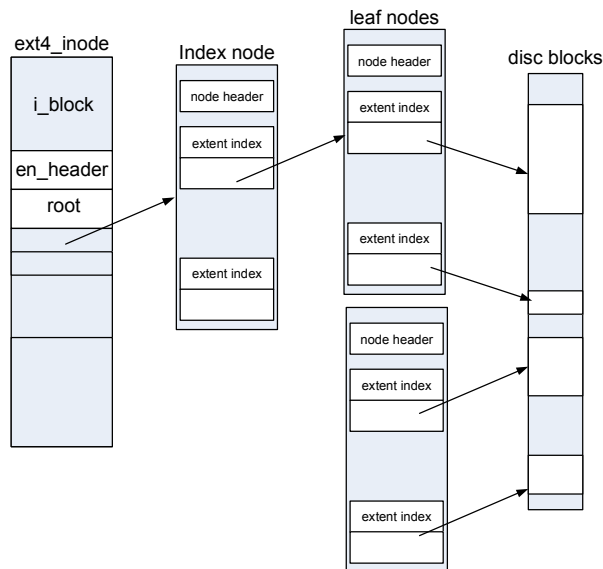 ext4_inode
i_block
en_header
root
Index node
node header
extent index
extent index
leaf nodes
node header
extent index
extent index
node header
extent index
extent index
disc blocks